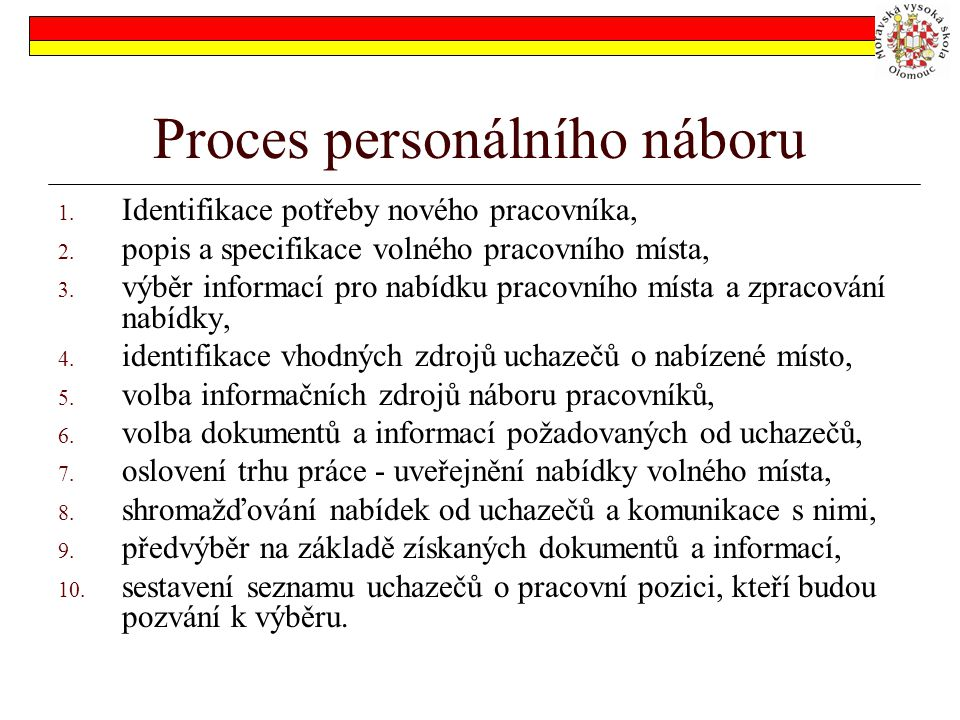 Moravská vysoká škola
Olomouc
Proces personálního náboru
1. Identifikace potřeby nového pracovníka,
2. popis a specifikace volného pracovního místa,
3. výběr informací pro nabídku pracovního místa a zpracování
nabídky,
4. identifikace vhodných zdrojů uchazečů o nabízené místo,
5. volba informačních zdrojů náboru pracovníků,
6. volba dokumentů a informací požadovaných od uchazečů,
7. oslovení trhu práce - uveřejnění nabídky volného místa,
8. shromažďování nabídek od uchazečů a komunikace s nimi,
9. předvýběr na základě získaných dokumentů a informací,
10. sestavení seznamu uchazečů o pracovní pozici, kteří budou
pozvání k výběru.